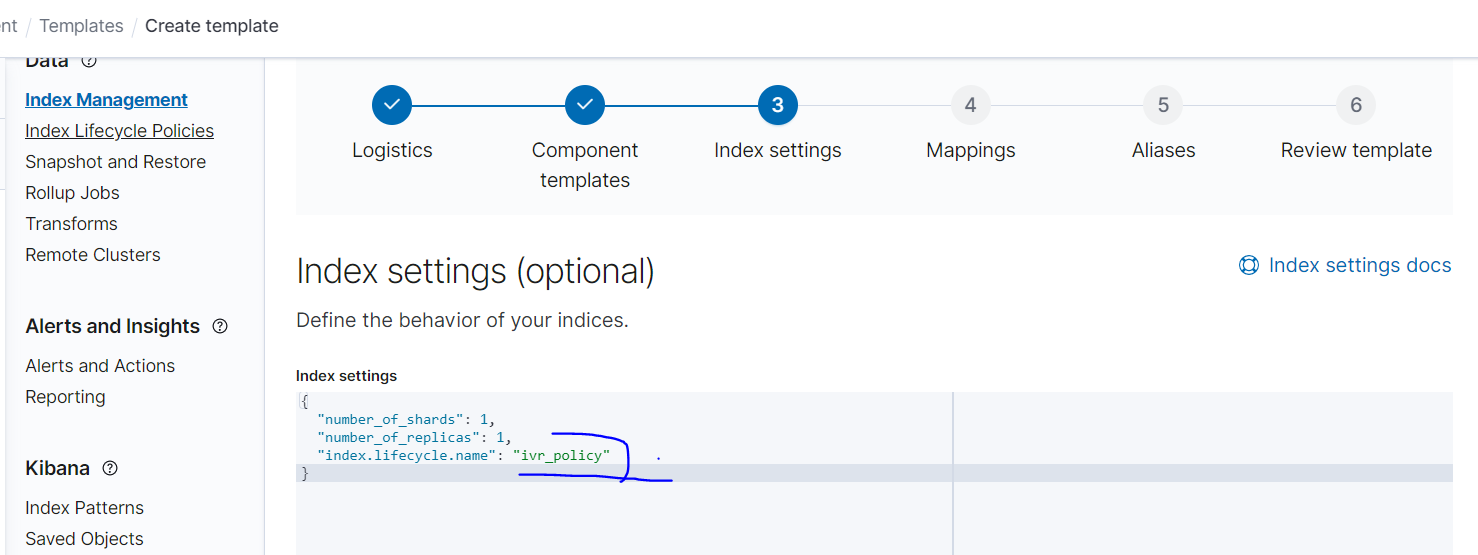 nt / Templates / Create template
Data
Index Management
Index Lifecycle Policies
Snapshot and Restore
Rollup Jobs
Transforms
Remote Clusters
Alerts and Insights
Alerts and Actions
Reporting
Kibana
Index Patterns
Saved Objects
3 4 5 6
Logistics Component templates Index settings Mappings Aliases Review template
Index settings (optional)
Index settings docs
Define the behavior of your indices.
Index settings
{
"number_of_shards": 1,
"number_of_replicas": 1,
"index.lifecycle.name": "ivr_policy"
}